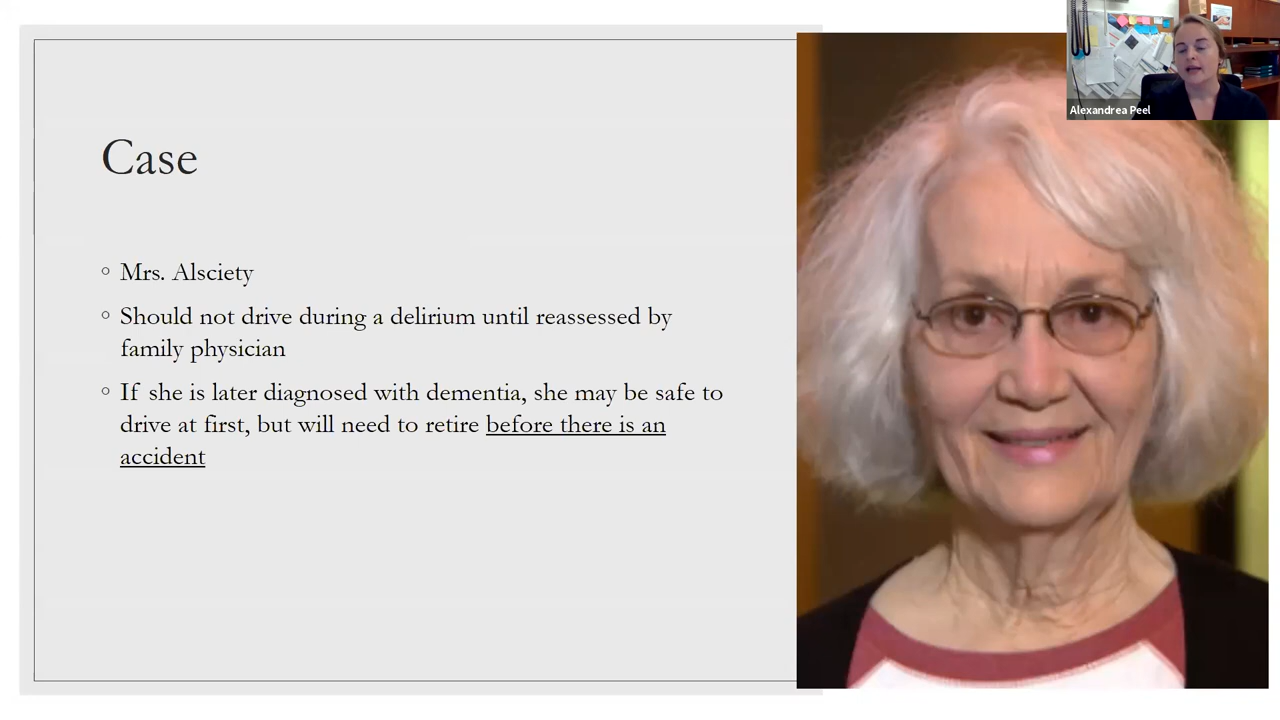 Alexandrea Peel
Case
Mrs. Alsciety
Should not drive during a delirium until reassessed by
family physician
If she is later diagnosed with dementia, she may be safe to
drive at first, but will need to retire before there is an
accident